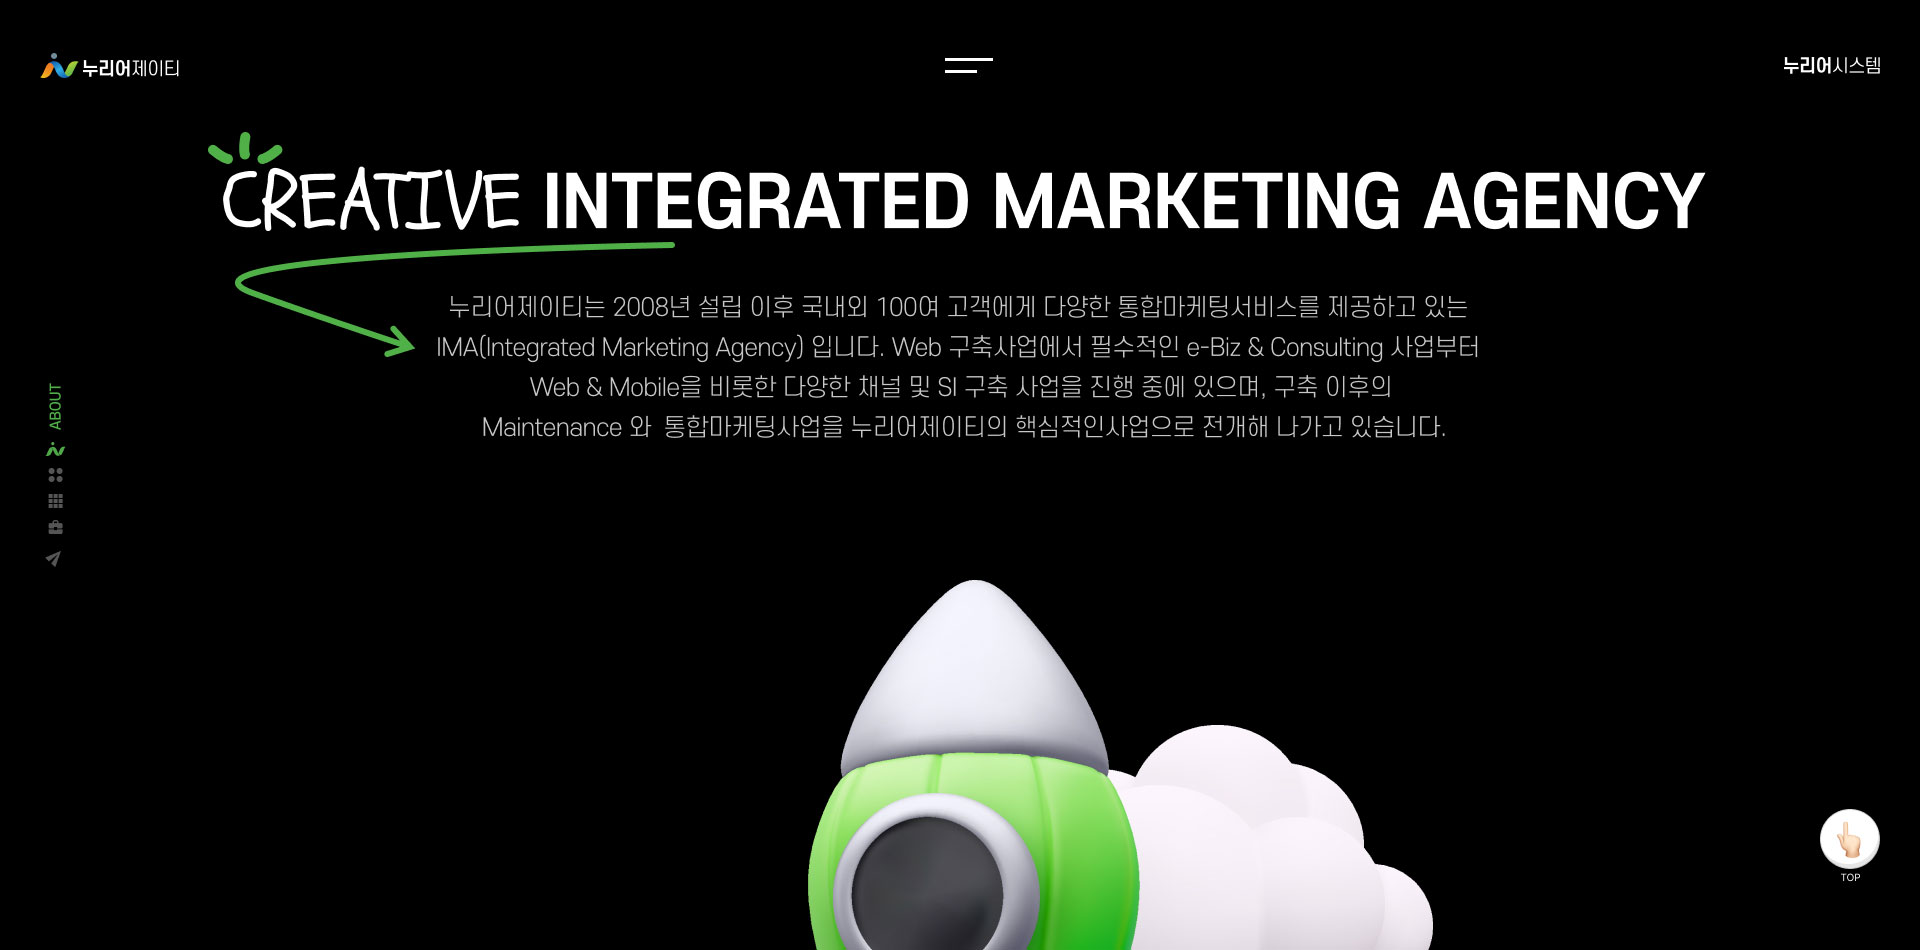 누리어제이티
누리어시스템
CREATIVE INTEGRATED MARKETING AGENCY
누리어제이티는 2008년 설립 이후 국내외 100여 고객에게 다양한 통합마케팅서비스를 제공하고 있는
IMA(Integrated Marketing Agency) 입니다. Web 구축사업에서 필수적인 e-Biz & Consulting 사업부터
Web & Mobile을 비롯한 다양한 채널 및 SI 구축 사업을 진행 중에 있으며, 구축 이후의
Maintenance 와 통합마케팅사업을 누리어제이티의 핵심적인사업으로 전개해 나가고 있습니다.
ABOUT
TOP